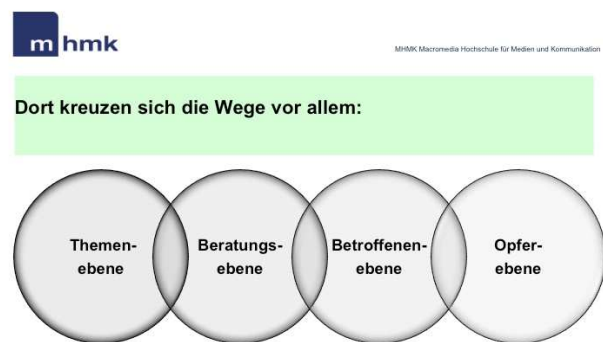 mhmk
MHMK Macromedia Hochschule für Medien und Kommunikation
Dort kreuzen sich die Wege vor allem:
Themen-
ebene
Beratungs-
ebene
Betroffenen-
ebene
Opfer-
ebene